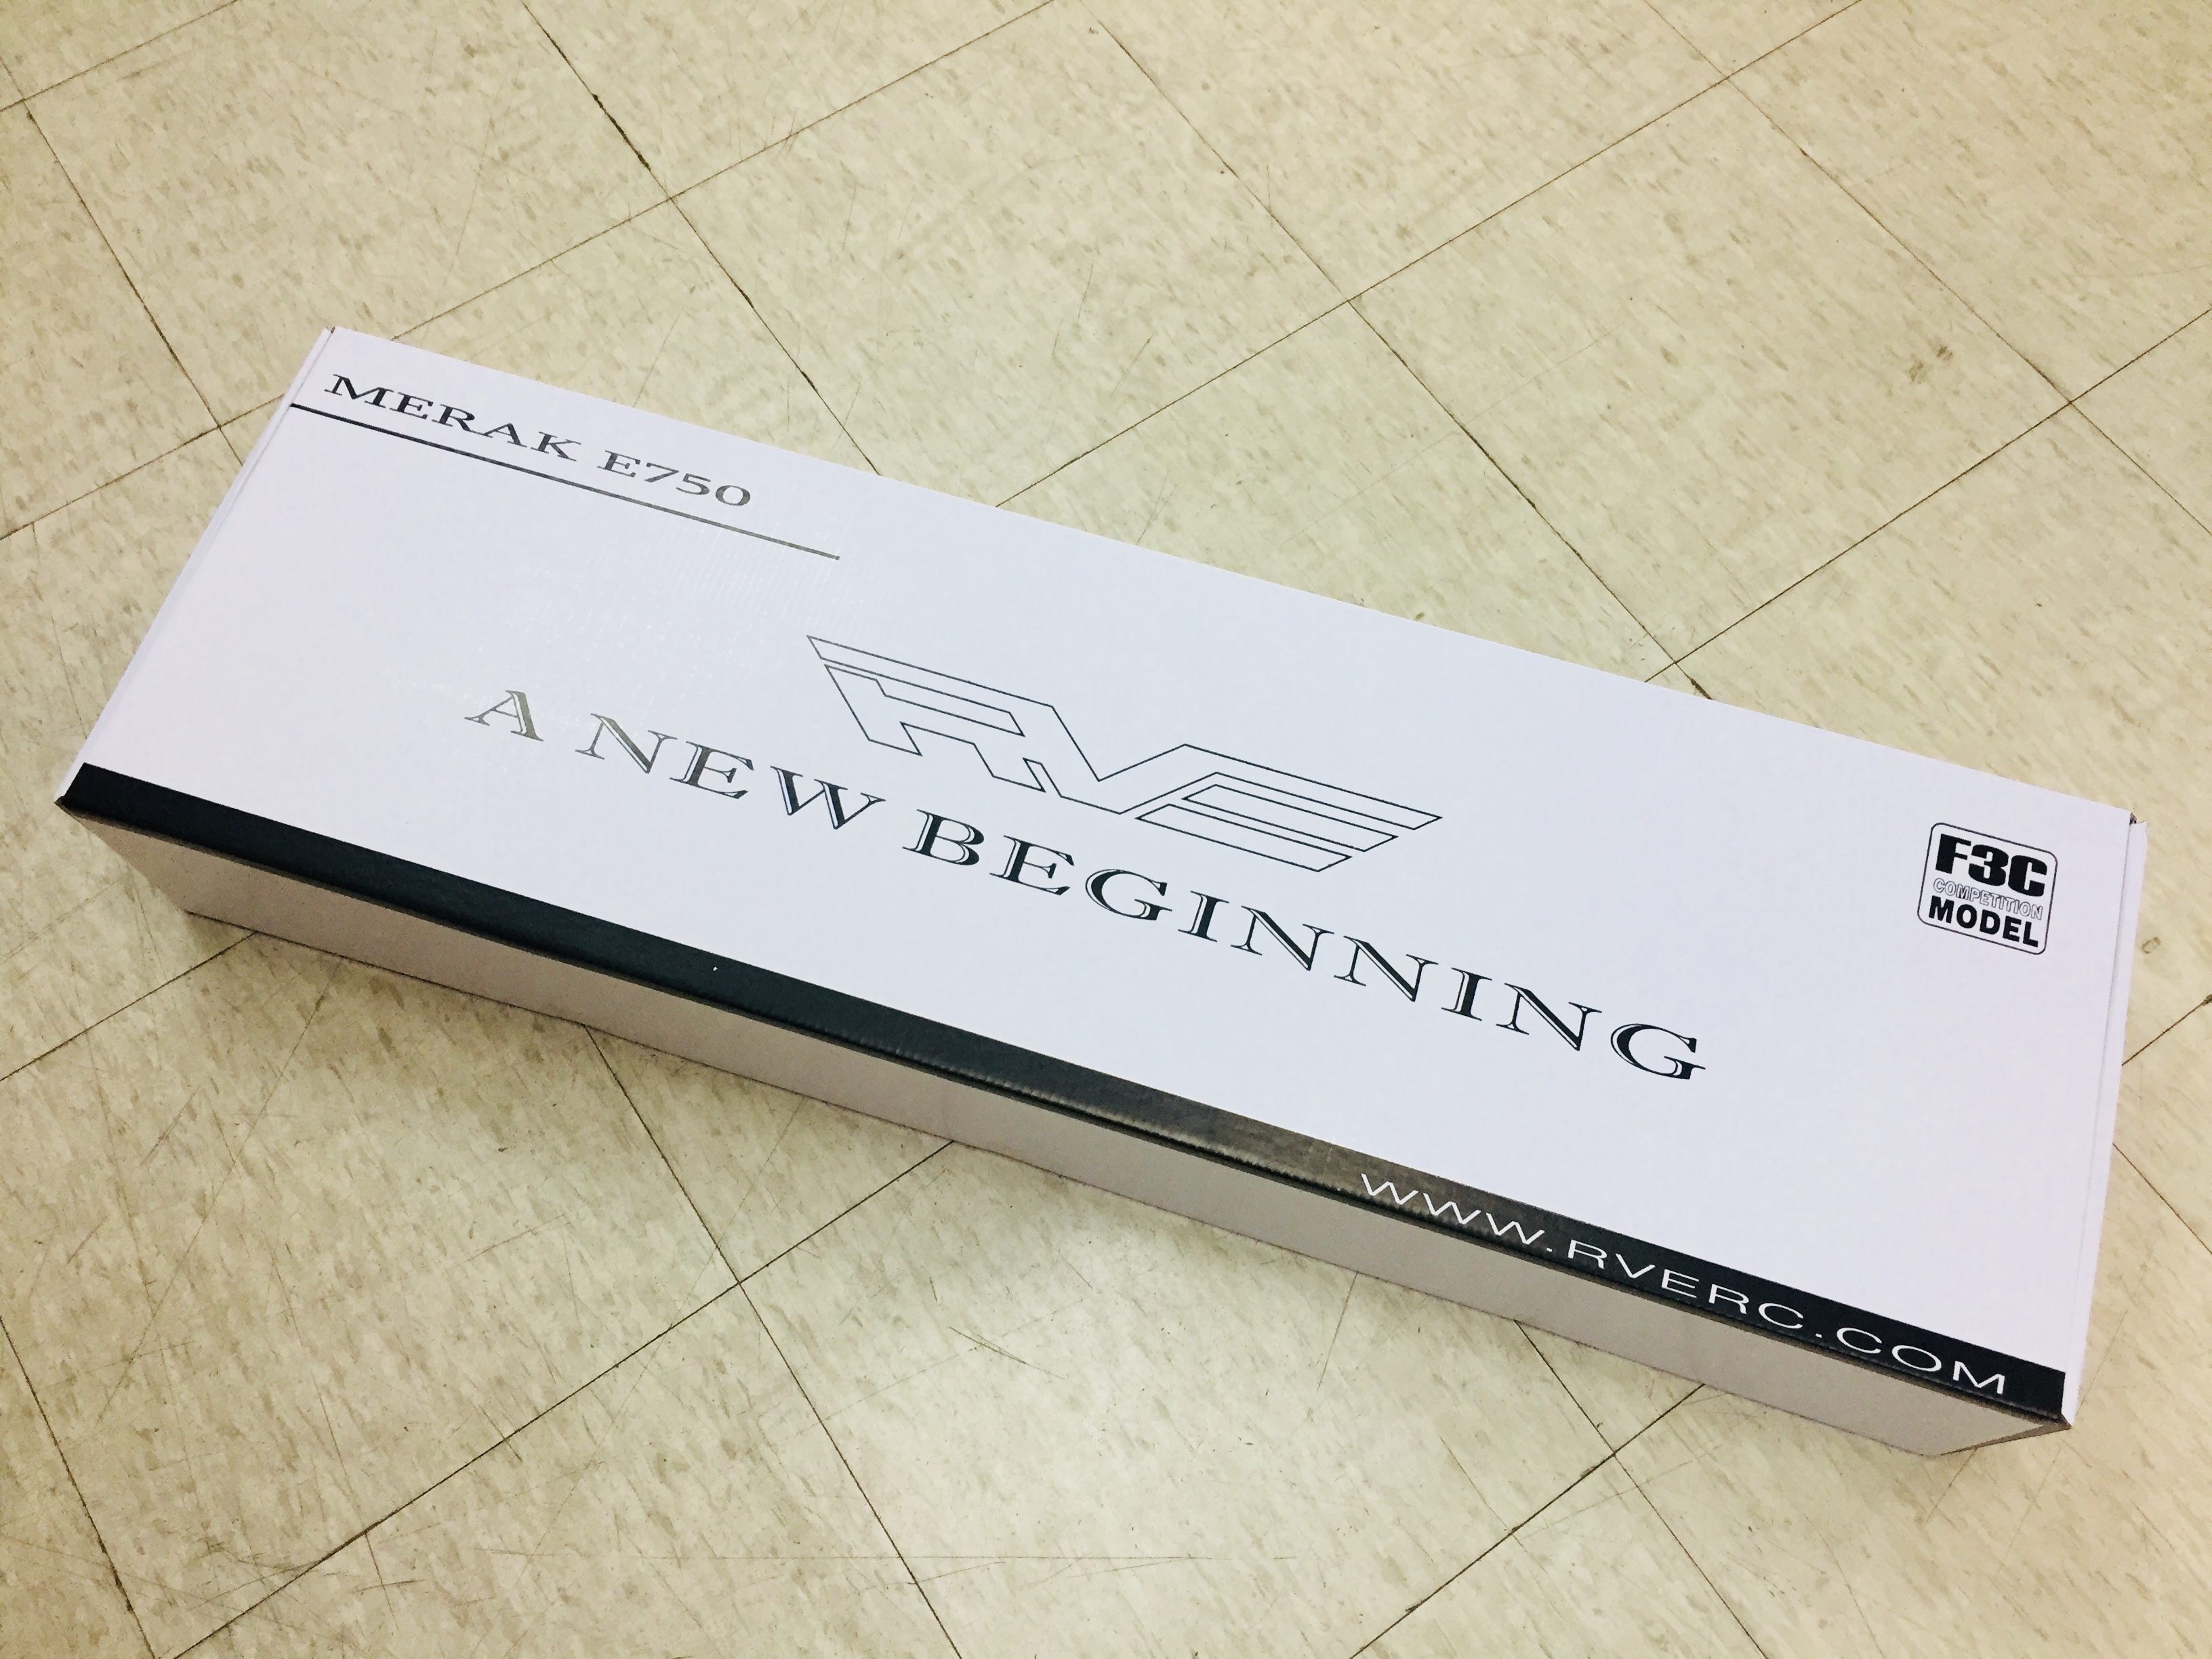 MERAK E750
RVE
A NEW BEGINNING
F3C
COMPETITION
MODEL
WWW.RVERC.COM